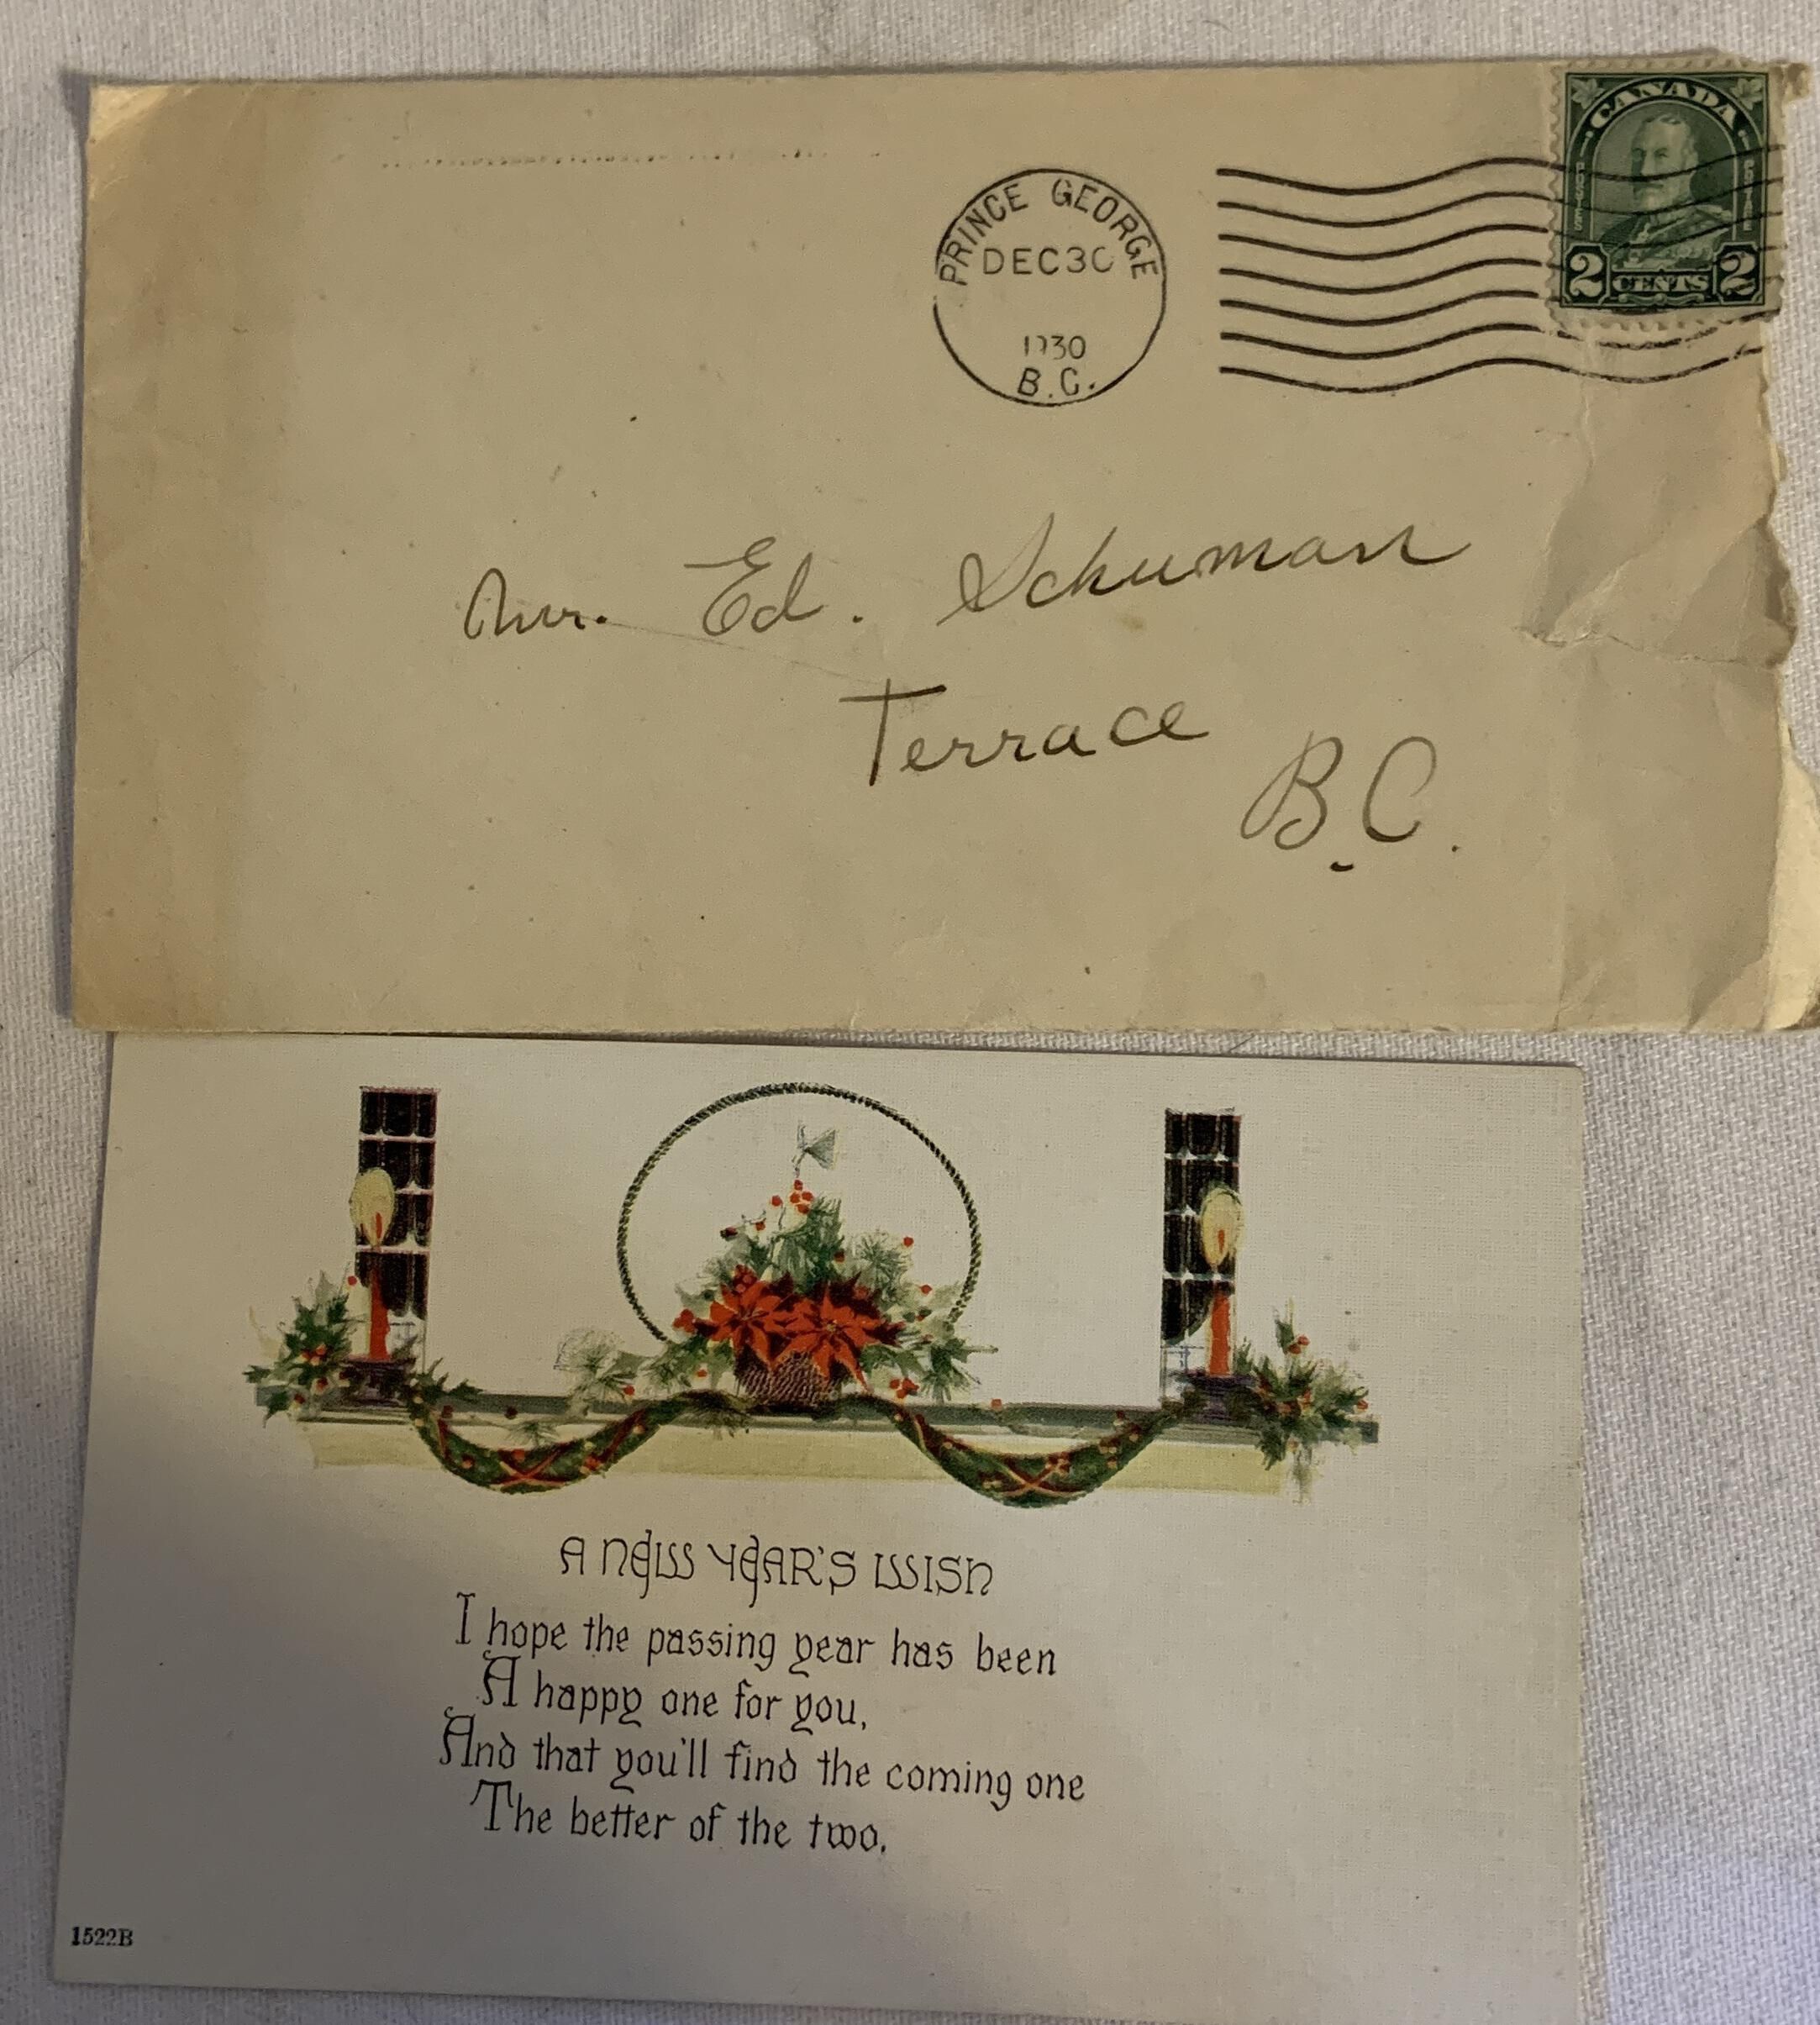 CANADA
POSTES POSTAGE
2 CENTS 2
PRINCE GEORGE
DEC 30
1930
B.C.
Mr. Ed. Schuman
Terrace
B.C.
A NEW YEAR'S WISH
I hope the passing year has been
A happy one for you,
And that you'll find the coming one
The better of the two.
1522B